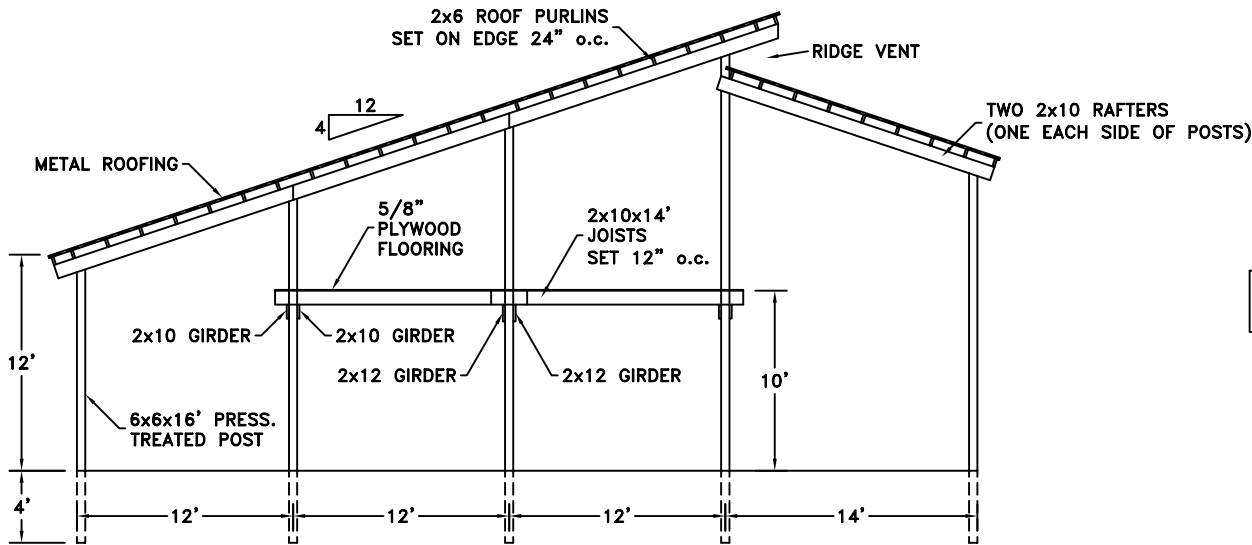 2x6 ROOF PURLINS
SET ON EDGE 24” o.c.
RIDGE VENT
12
4
TWO 2x10 RAFTERS
(ONE EACH SIDE OF POSTS)
METAL ROOFING
5/8”
PLYWOOD
FLOORING
2x10x14’
JOISTS
SET 12” o.c.
2x10 GIRDER
2x10 GIRDER
12’
2x12 GIRDER
2x12 GIRDER
10’
6x6x16’ PRESS.
TREATED POST
4’
12’
12’
12’
14’